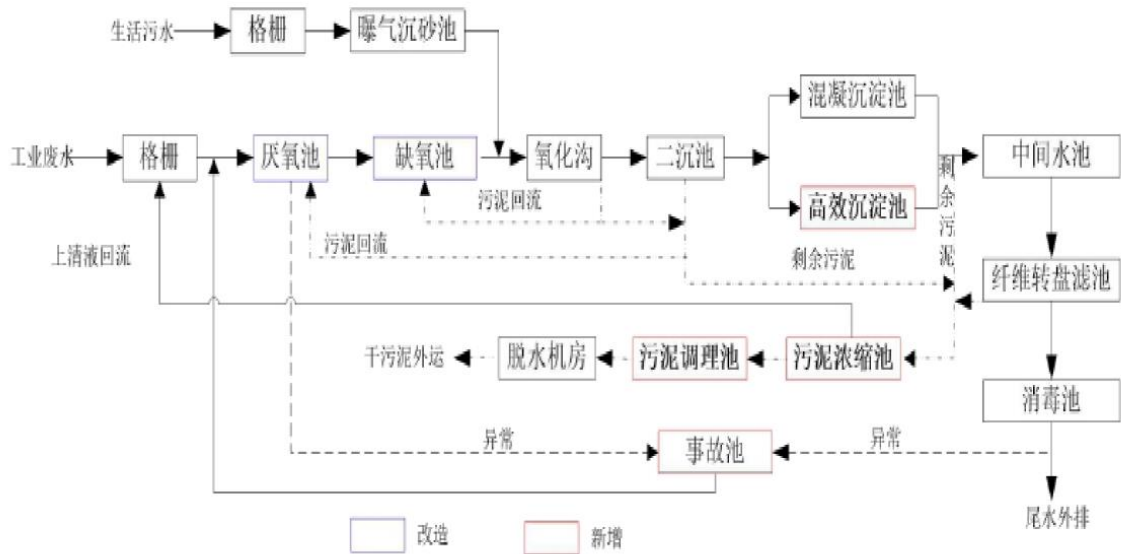 生活污水
格栅
曝气沉砂池
混凝沉淀池
工业废水
格栅
厌氧池
缺氧池
氧化沟
二沉池
中间水池
高效沉淀池
剩余污泥
污泥回流
污泥回流
上清液回流
剩余污泥
纤维转盘滤池
干污泥外运
脱水机房
污泥调理池
污泥浓缩池
消毒池
异常
事故池
异常
尾水外排
改造
新增